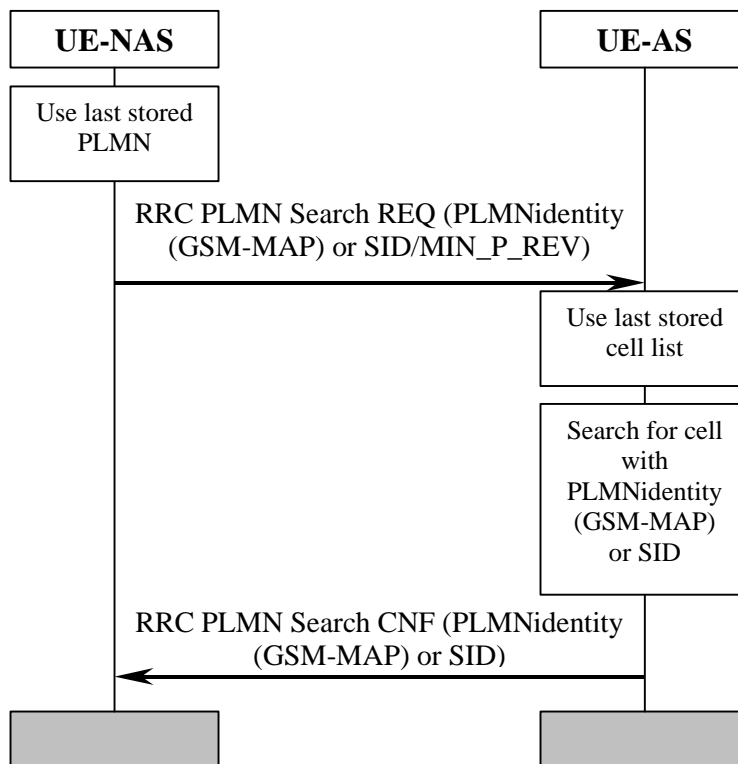 UE-NAS
UE-AS
Use last stored
PLMN
RRC PLMN Search REQ (PLMNidentity
(GSM-MAP) or SID/MIN_P_REV)
Use last stored
cell list
Search for cell
with
PLMNidentity
(GSM-MAP)
or SID
RRC PLMN Search CNF (PLMNidentity
(GSM-MAP) or SID)